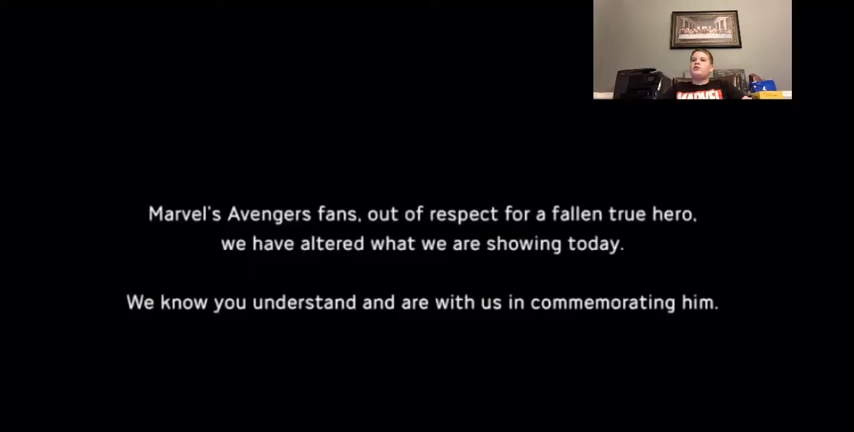 MARVEL
Marvel's Avengers fans, out of respect for a fallen true hero,
we have altered what we are showing today.
We know you understand and are with us in commemorating him.